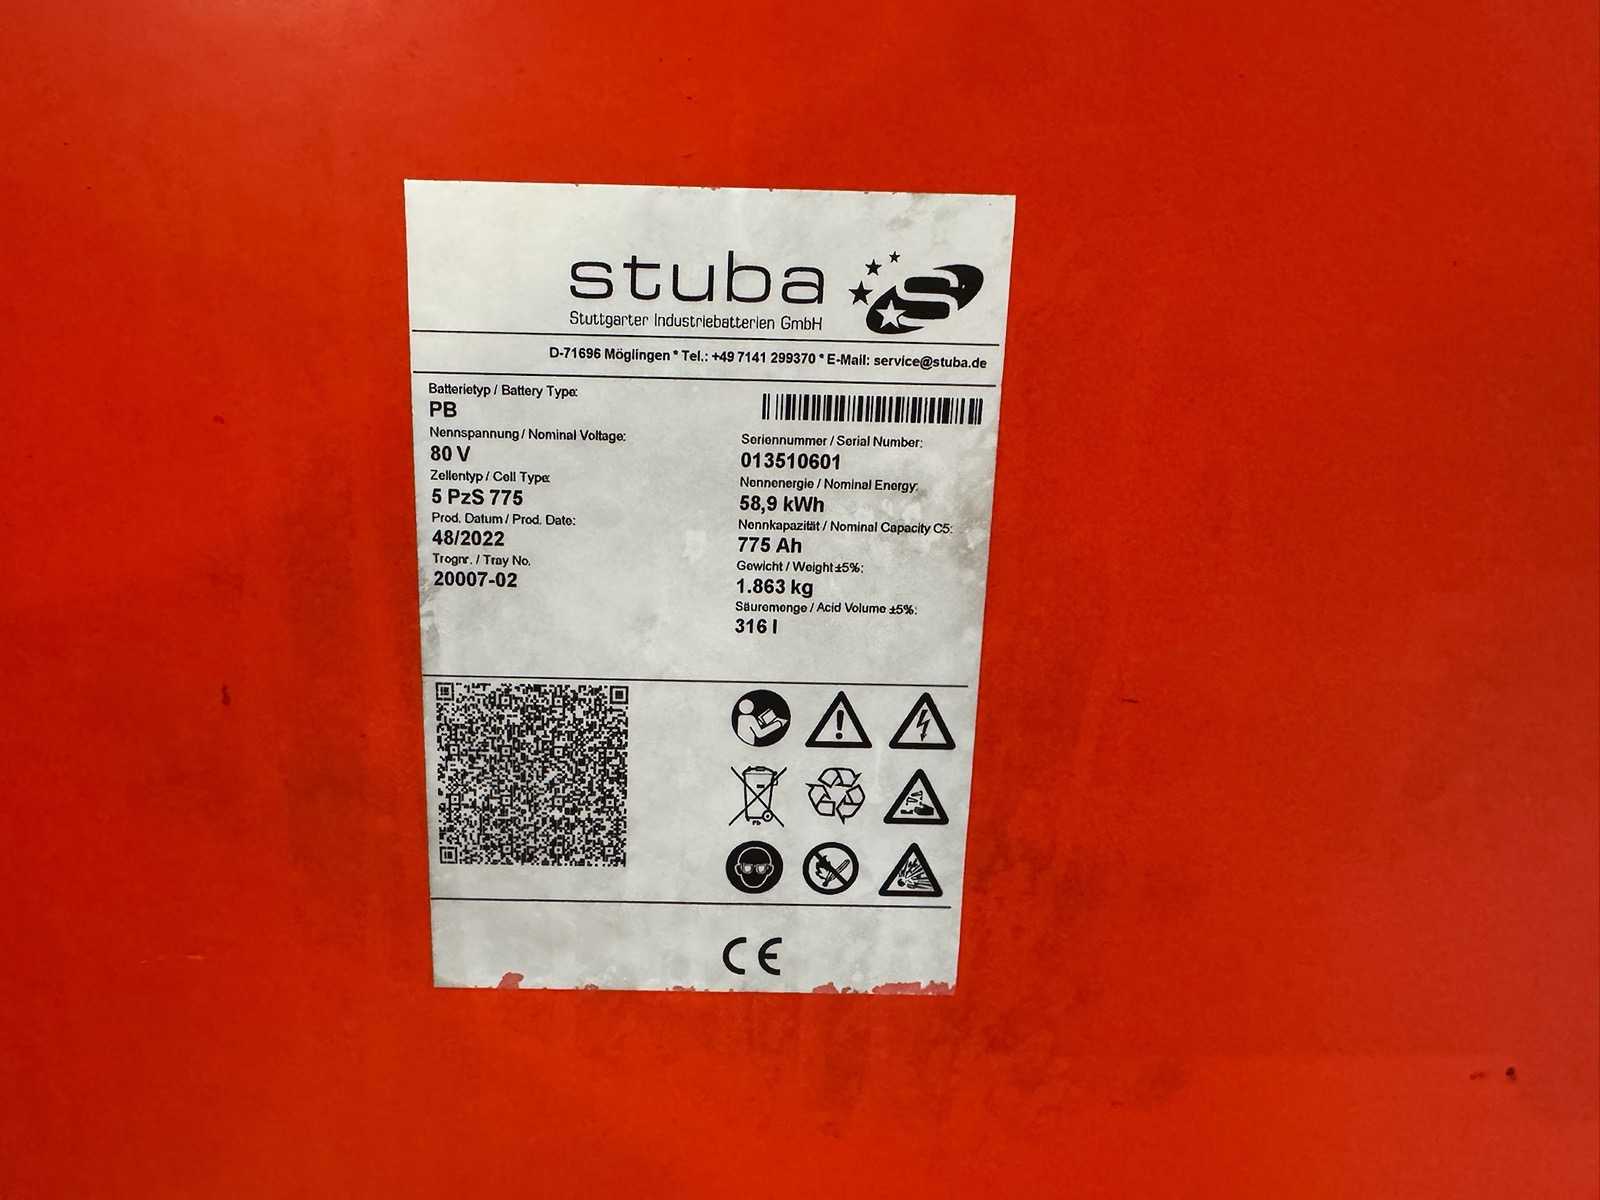 stuba
Stuttgarter Industriebatterien GmbH
D-71696 Möglingen * Tel.: +49 7141 299370 * E-Mail: service@stuba.de
Batterietyp / Battery Type:
PB
Nennspannung / Nominal Voltage:
80 V
Zellentyp / Cell Type:
5 PzS 775
Prod. Datum / Prod. Date:
48/2022
Trognr. / Tray No.
20007-02
Seriennummer / Serial Number:
013510601
Nennenergie / Nominal Energy:
58,9 kWh
Nennkapazität / Nominal Capacity C5:
775 Ah
Gewicht / Weight ±5%:
1.863 kg
Säuremenge / Acid Volume ±5%:
316 l
Pb
CE